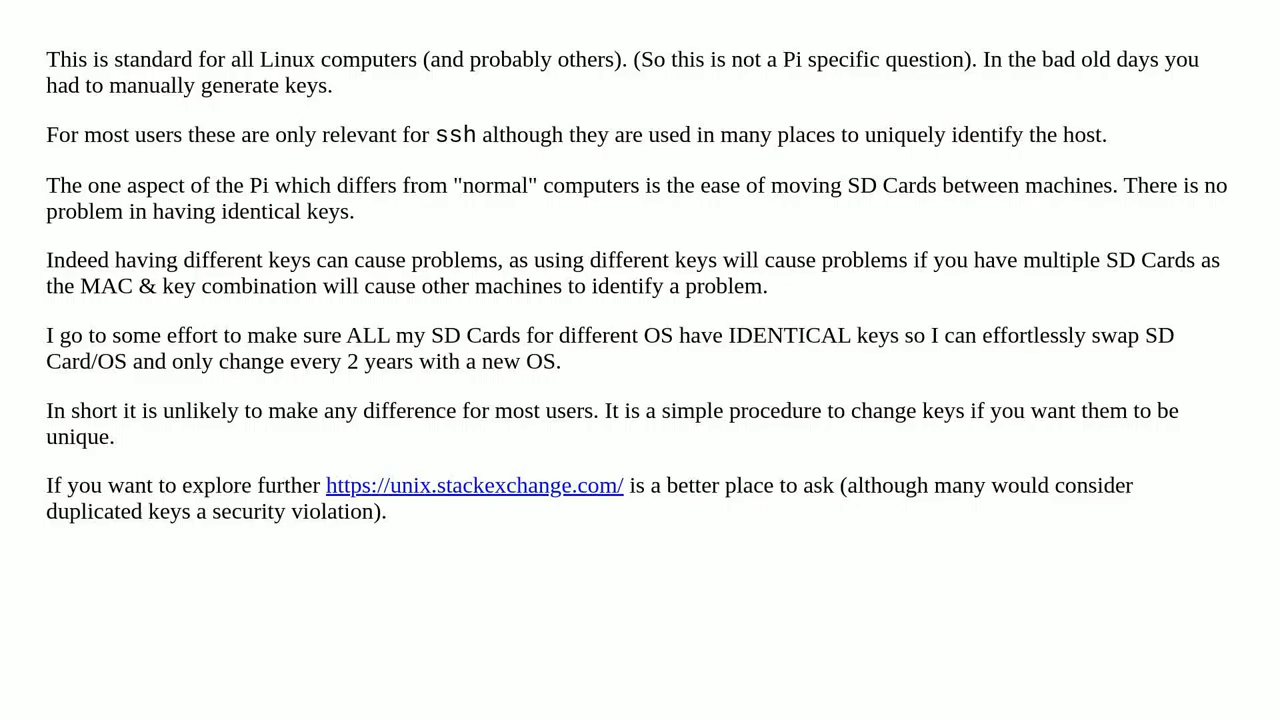 This is standard for all Linux computers (and probably others). (So this is not a Pi specific question). In the bad old days you
had to manually generate keys.
For most users these are only relevant for ssh although they are used in many places to uniquely identify the host.
The one aspect of the Pi which differs from "normal" computers is the ease of moving SD Cards between machines. There is no
problem in having identical keys.
Indeed having different keys can cause problems, as using different keys will cause problems if you have multiple SD Cards as
the MAC & key combination will cause other machines to identify a problem.
I go to some effort to make sure ALL my SD Cards for different OS have IDENTICAL keys so I can effortlessly swap SD
Card/OS and only change every 2 years with a new OS.
In short it is unlikely to make any difference for most users. It is a simple procedure to change keys if you want them to be
unique.
If you want to explore further https://unix.stackexchange.com/ is a better place to ask (although many would consider
duplicated keys a security violation).